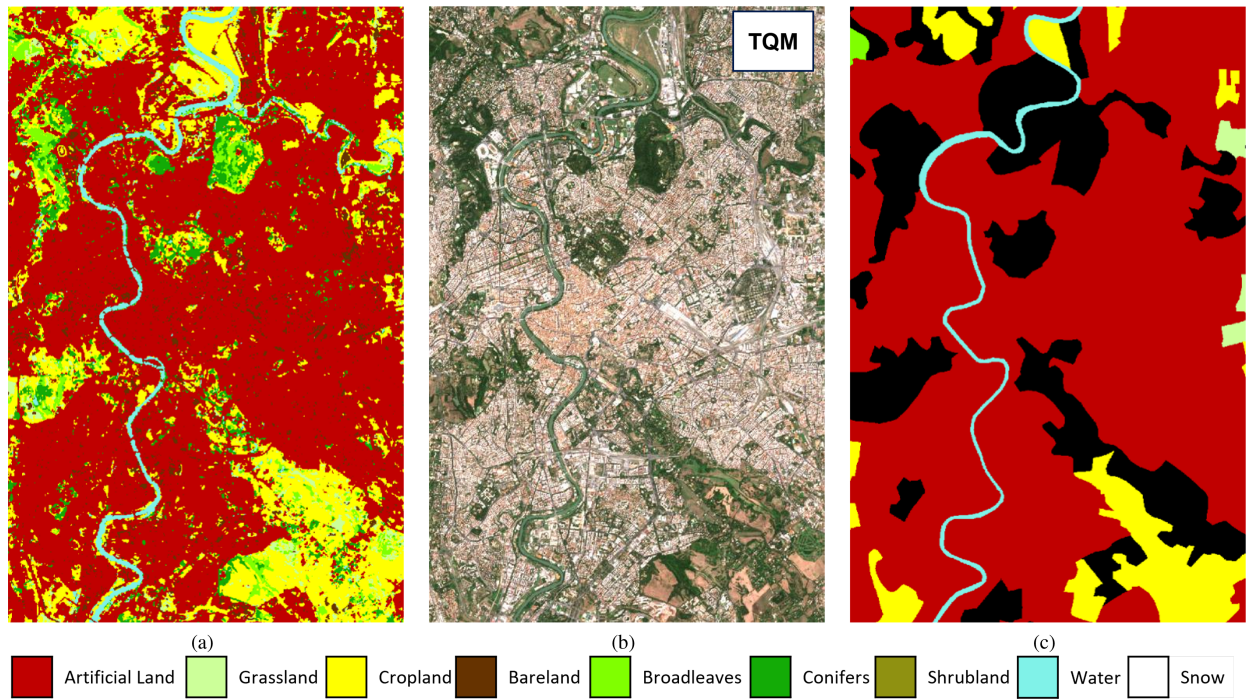 TQM
(a) (b) (c)
Artificial Land Grassland Cropland Bareland Broadleaves Conifers Shrubland Water Snow